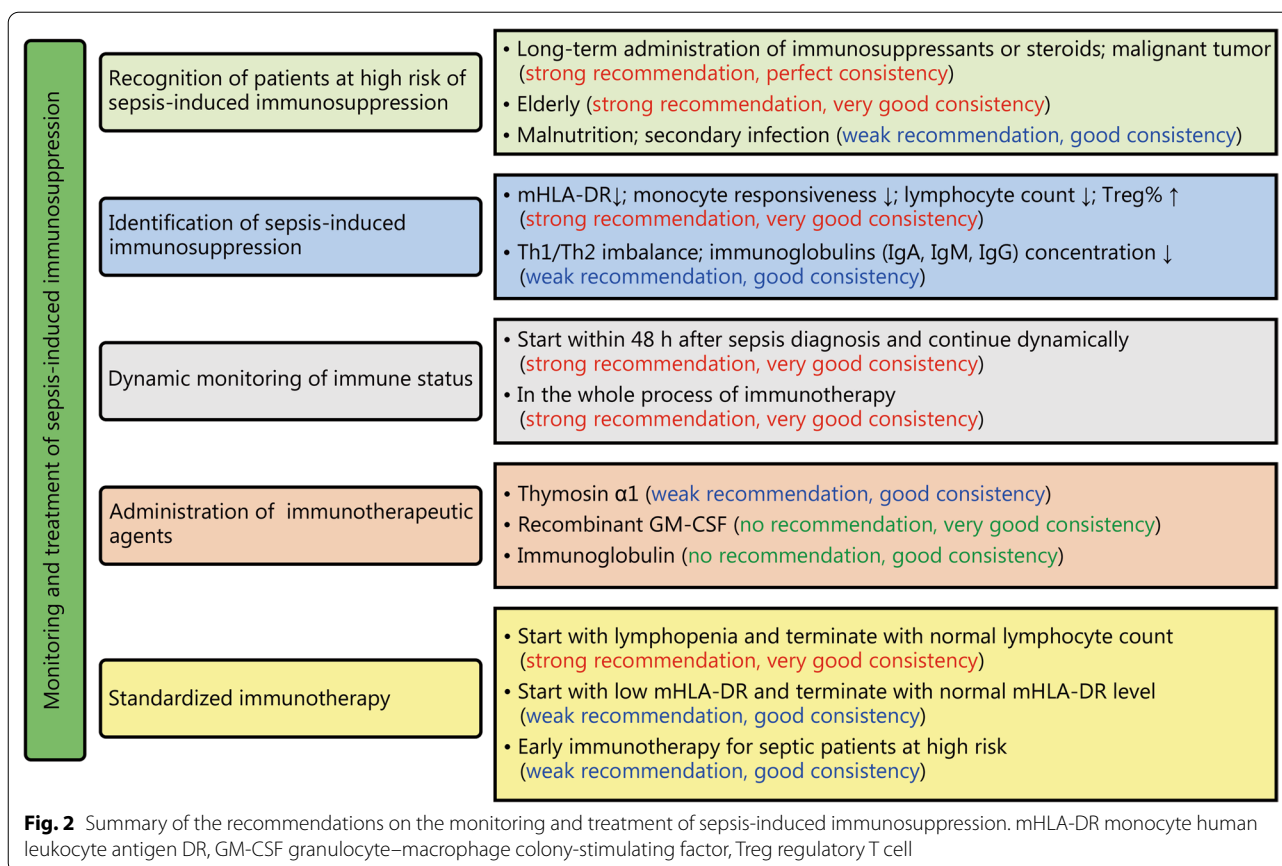 Monitoring and treatment of sepsis-induced immunosuppression
Recognition of patients at high risk of
sepsis-induced immunosuppression
• Long-term administration of immunosuppressants or steroids; malignant tumor
(strong recommendation, perfect consistency)
• Elderly (strong recommendation, very good consistency)
• Malnutrition; secondary infection (weak recommendation, good consistency)
Identification of sepsis-induced
immunosuppression
• mHLA-DR↓; monocyte responsiveness ↓; lymphocyte count ↓; Treg% ↑
(strong recommendation, very good consistency)
• Th1/Th2 imbalance; immunoglobulins (IgA, IgM, IgG) concentration ↓
(weak recommendation, good consistency)
Dynamic monitoring of immune status
• Start within 48 h after sepsis diagnosis and continue dynamically
(strong recommendation, very good consistency)
• In the whole process of immunotherapy
(strong recommendation, very good consistency)
Administration of immunotherapeutic
agents
• Thymosin α1 (weak recommendation, good consistency)
• Recombinant GM-CSF (no recommendation, very good consistency)
• Immunoglobulin (no recommendation, good consistency)
Standardized immunotherapy
• Start with lymphopenia and terminate with normal lymphocyte count
(strong recommendation, very good consistency)
• Start with low mHLA-DR and terminate with normal mHLA-DR level
(weak recommendation, good consistency)
• Early immunotherapy for septic patients at high risk
(weak recommendation, good consistency)
Fig. 2 Summary of the recommendations on the monitoring and treatment of sepsis-induced immunosuppression. mHLA-DR monocyte human
leukocyte antigen DR, GM-CSF granulocyte–macrophage colony-stimulating factor, Treg regulatory T cell